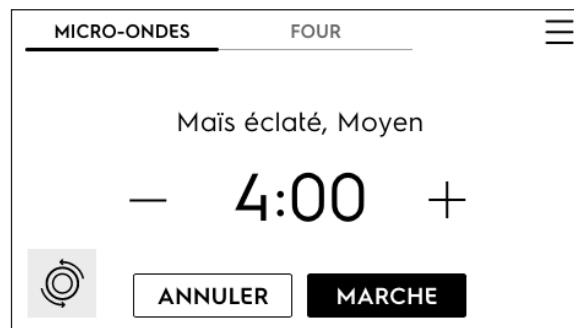 MICRO-ONDES FOUR
Maïs éclaté, Moyen
— 4:00 +
ANNULER MARCHE